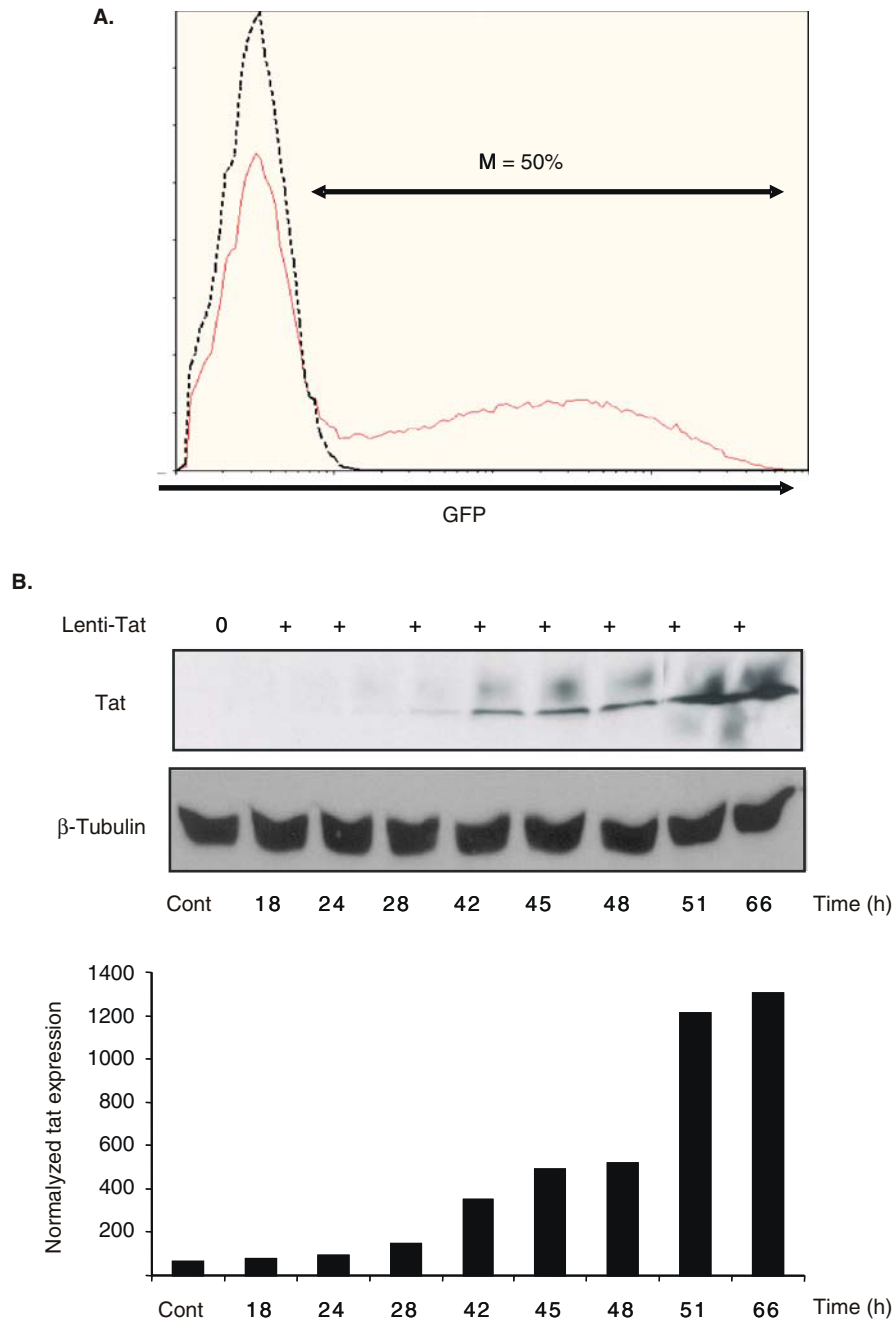 A.
M = 50%
GFP
B.
Lenti-Tat 0 + + + + + + + +
Tat
β-Tubulin
Cont 18 24 28 42 45 48 51 66 Time (h)
Normalyzed tat expression
1400
1200
1000
800
600
400
200
Cont 18 24 28 42 45 48 51 66 Time (h)